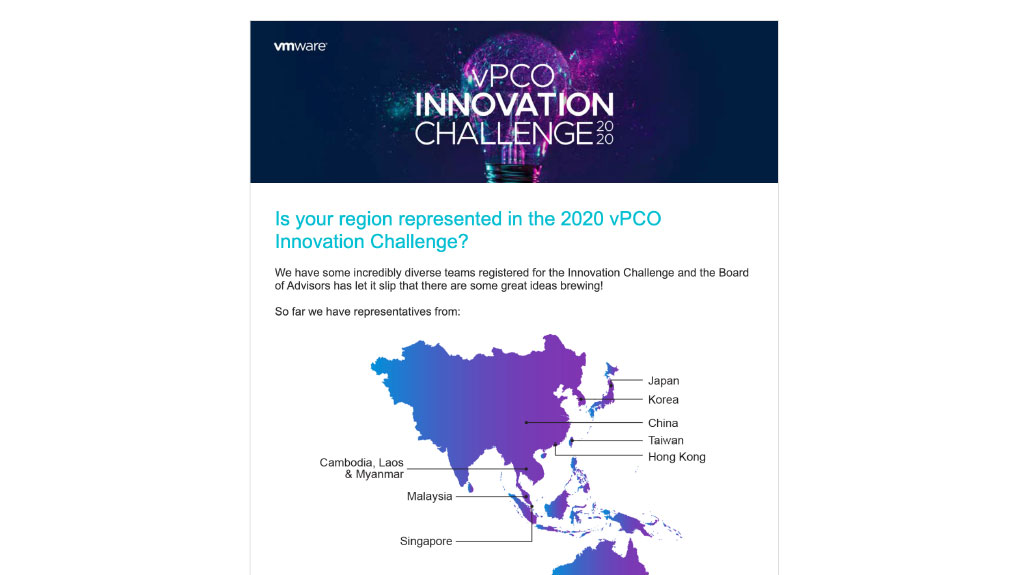 vmware®
vPCO
INNOVATION
CHALLENGE 20
20
Is your region represented in the 2020 vPCO
Innovation Challenge?
We have some incredibly diverse teams registered for the Innovation Challenge and the Board
of Advisors has let it slip that there are some great ideas brewing!
So far we have representatives from:
Japan
Korea
China
Taiwan
Hong Kong
Cambodia, Laos
& Myanmar
Malaysia
Singapore